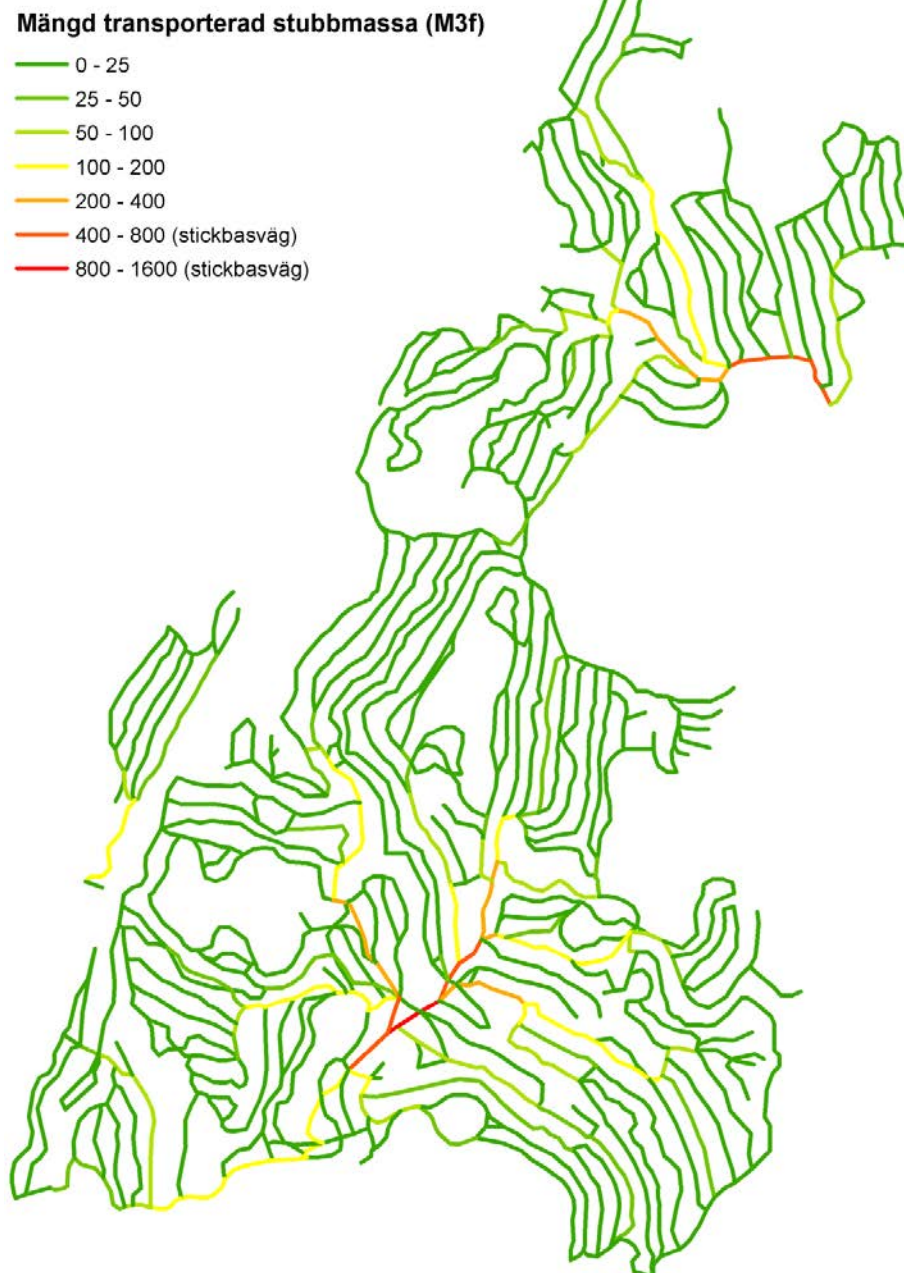 Mängd transporterad stubbmassa (M3f)
0 - 25
25 - 50
50 - 100
100 - 200
200 - 400
400 - 800 (stickbasväg)
800 - 1600 (stickbasväg)